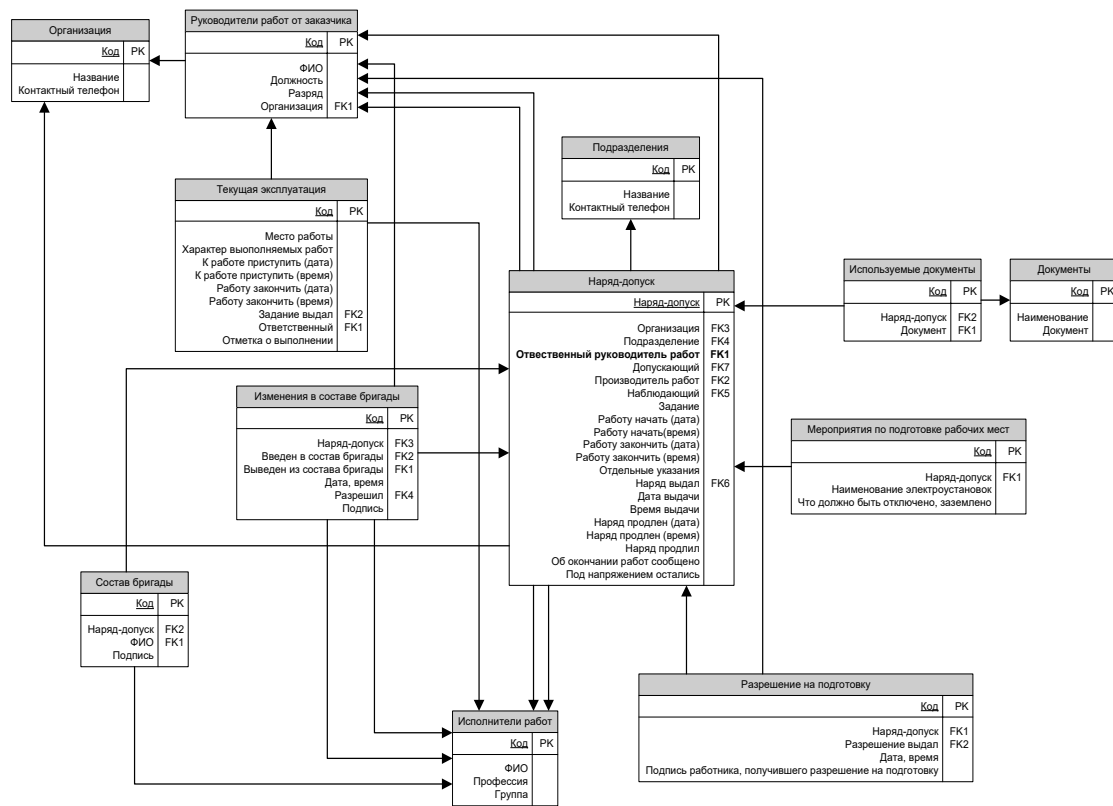 Организация
Код PK
Название
Контактный телефон
Руководители работ от заказчика
Код PK
ФИО
Должность
Разряд
Организация FK1
Подразделения
Код PK
Название
Контактный телефон
Текущая эксплуатация
Код PK
Место работы
Характер выополняемых работ
К работе приступить (дата)
К работе приступить (время)
Работу закончить (дата)
Работу закончить (время)
Задание выдал FK2
Ответственный FK1
Отметка о выполнении
Наряд-допуск
Наряд-допуск PK
Организация FK3
Подразделение FK4
Отвественный руководитель работ FK1
Допускающий FK7
Производитель работ FK2
Наблюдающий FK5
Задание
Работу начать (дата)
Работу начать(время)
Работу закончить (дата)
Работу закончить (время)
Отдельные указания
Наряд выдал FK6
Дата выдачи
Время выдачи
Наряд продлен (дата)
Наряд продлен (время)
Наряд продлил
Об окончании работ сообщено
Под напряжением остались
Используемые документы
Код PK
Наряд-допуск FK2
Документ FK1
Документы
Код PK
Наименование
Документ
Изменения в составе бригады
Код PK
Наряд-допуск FK3
Введен в состав бригады FK2
Выведен из состава бригады FK1
Дата, время
Разрешил FK4
Подпись
Мероприятия по подготовке рабочих мест
Код PK
Наряд-допуск FK1
Наименование электроустановок
Что должно быть отключено, заземлено
Состав бригады
Код PK
Наряд-допуск FK2
ФИО FK1
Подпись
Исполнители работ
Код PK
ФИО
Профессия
Группа
Разрешение на подготовку
Код PK
Наряд-допуск FK1
Разрешение выдал FK2
Дата, время
Подпись работника, получившего разрешение на подготовку